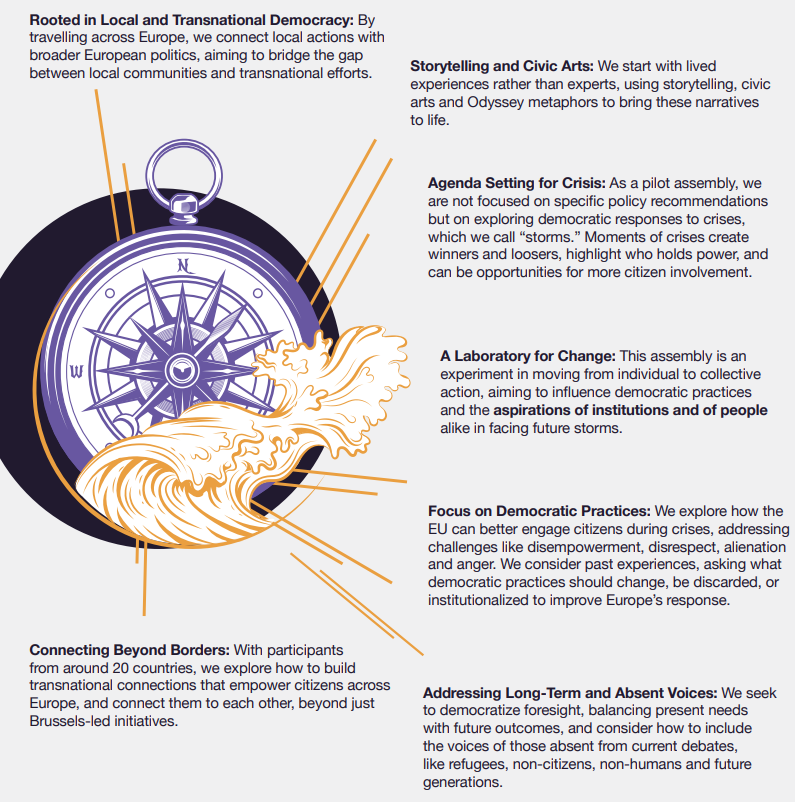 Rooted in Local and Transnational Democracy: By
travelling across Europe, we connect local actions with
broader European politics, aiming to bridge the gap
between local communities and transnational efforts.
Storytelling and Civic Arts: We start with lived
experiences rather than experts, using storytelling, civic
arts and Odyssey metaphors to bring these narratives
to life.
Agenda Setting for Crisis: As a pilot assembly, we
are not focused on specific policy recommendations
but on exploring democratic responses to crises,
which we call “storms.” Moments of crises create
winners and loosers, highlight who holds power, and
can be opportunities for more citizen involvement.
N
W
A Laboratory for Change: This assembly is an
experiment in moving from individual to collective
action, aiming to influence democratic practices
and the aspirations of institutions and of people
alike in facing future storms.
Focus on Democratic Practices: We explore how the
EU can better engage citizens during crises, addressing
challenges like disempowerment, disrespect, alienation
and anger. We consider past experiences, asking what
democratic practices should change, be discarded, or
institutionalized to improve Europe’s response.
Connecting Beyond Borders: With participants
from around 20 countries, we explore how to build
transnational connections that empower citizens across
Europe, and connect them to each other, beyond just
Brussels-led initiatives.
Addressing Long-Term and Absent Voices: We seek
to democratize foresight, balancing present needs
with future outcomes, and consider how to include
the voices of those absent from current debates,
like refugees, non-citizens, non-humans and future
generations.